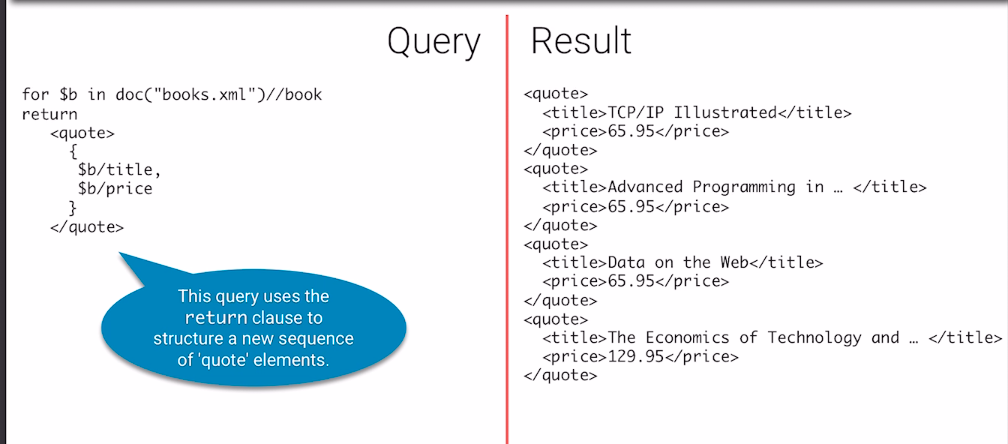 Query
for $b in doc("books.xml")//book
return
<quote>
{
$b/title,
$b/price
}
</quote>
This query uses the
return clause to
structure a new sequence
of 'quote' elements.
Result
<quote>
<title>TCP/IP Illustrated</title>
<price>65.95</price>
</quote>
<quote>
<title>Advanced Programming in … </title>
<price>65.95</price>
</quote>
<quote>
<title>Data on the Web</title>
<price>65.95</price>
</quote>
<quote>
<title>The Economics of Technology and … </title>
<price>129.95</price>
</quote>